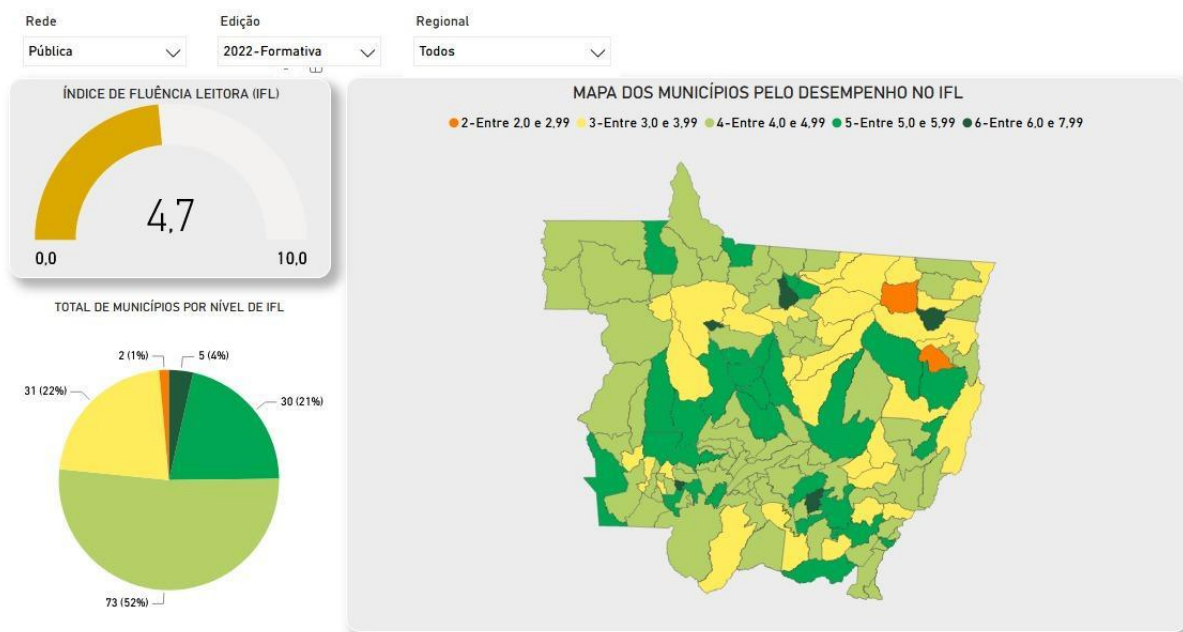 Rede
Edição
Regional
Pública
2022-Formativa
Todos
ÍNDICE DE FLUÊNCIA LEITORA (IFL)
4,7
0,0
10,0
TOTAL DE MUNICÍPIOS POR NÍVEL DE IFL
2 (1%)
5 (4%)
31 (22%)
30 (21%)
73 (52%)
MAPA DOS MUNICÍPIOS PELO DESEMPENHO NO IFL
2-Entre 2,0 e 2,99 3-Entre 3,0 e 3,99 4-Entre 4,0 e 4,99 5-Entre 5,0 e 5,99 6-Entre 6,0 e 7,99